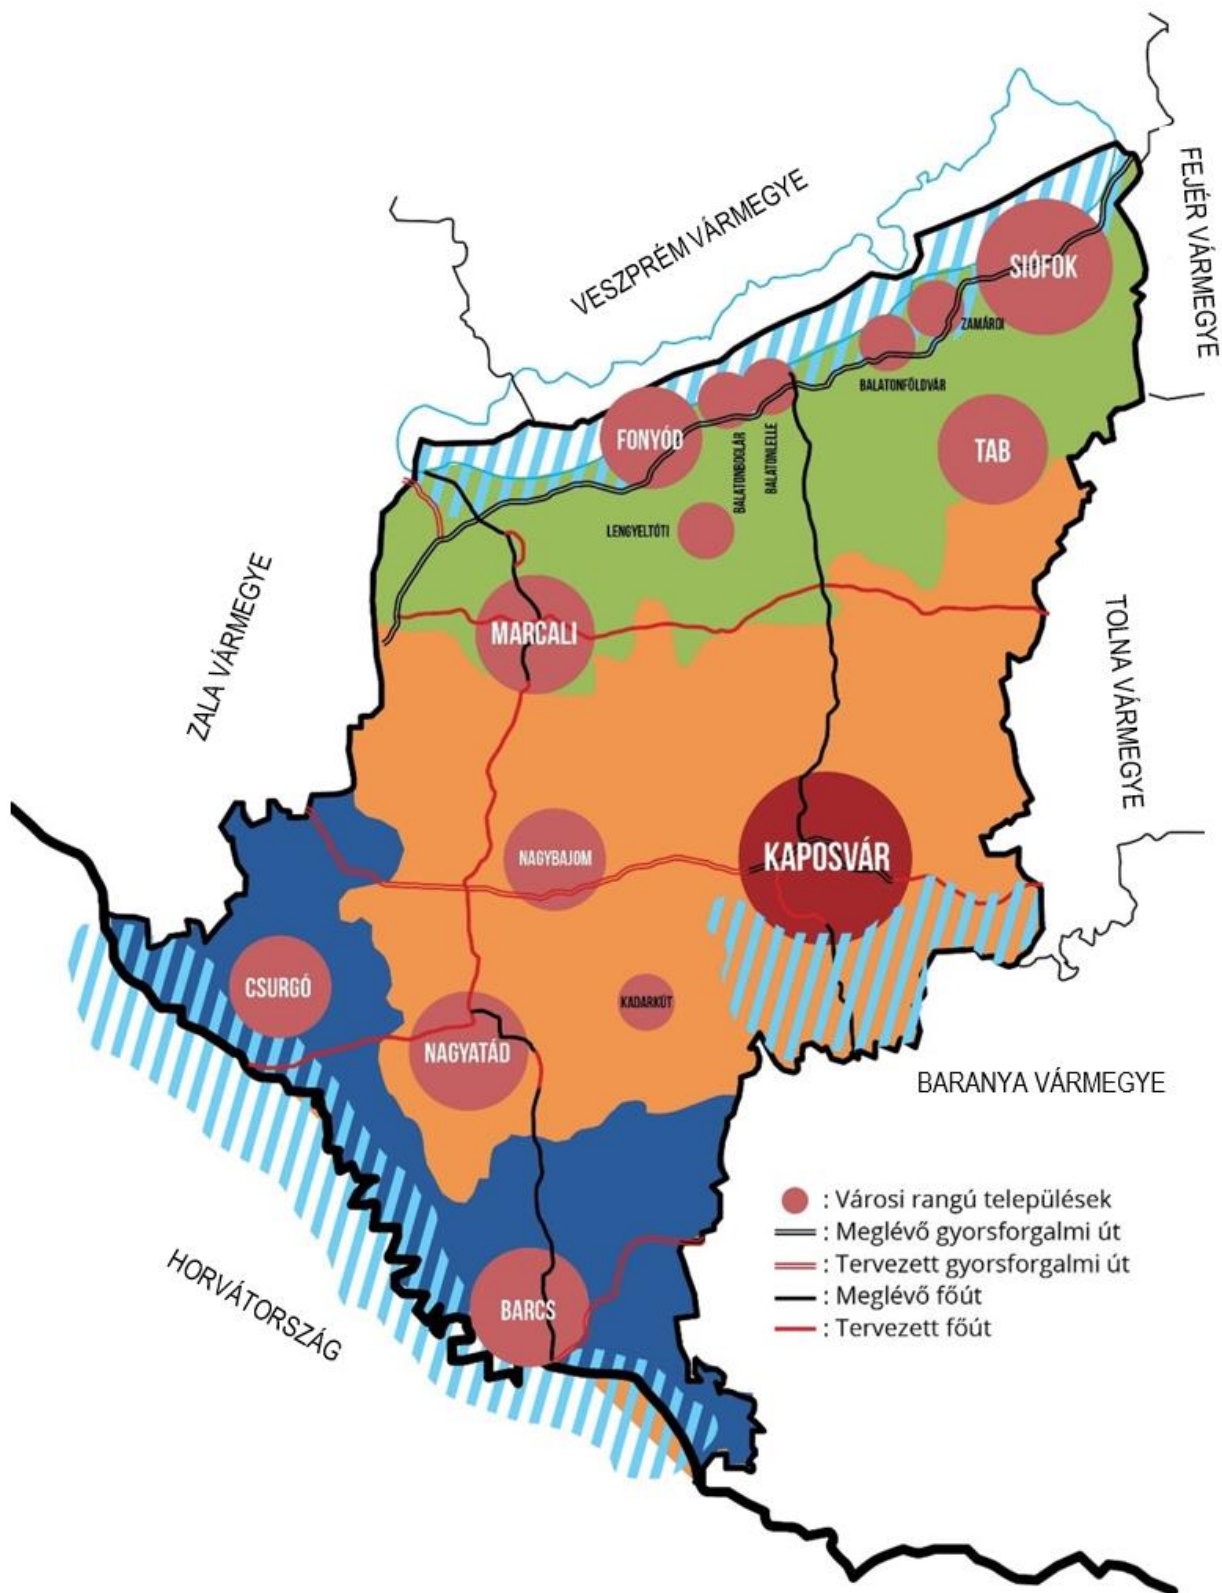 VESZPRÉM VÁRMEGYE
FEJÉR VÁRMEGYE
SIÓFOK
ZAMÁRDI
BALATONFÖLDVÁR
FONYÓD
BALATONBOGLÁR
BALATONLELLE
TAB
LENGYELTÓTI
ZALA VÁRMEGYE
MARCALI
TOLNA VÁRMEGYE
NAGYBAJOM
KAPOSVÁR
CSURGÓ
KADARKÚT
NAGYATÁD
BARANYA VÁRMEGYE
HORVÁTORSZÁG
BARCS
: Városi rangú települések
: Meglévő gyorsforgalmi út
: Tervezett gyorsforgalmi út
: Meglévő főút
: Tervezett főút